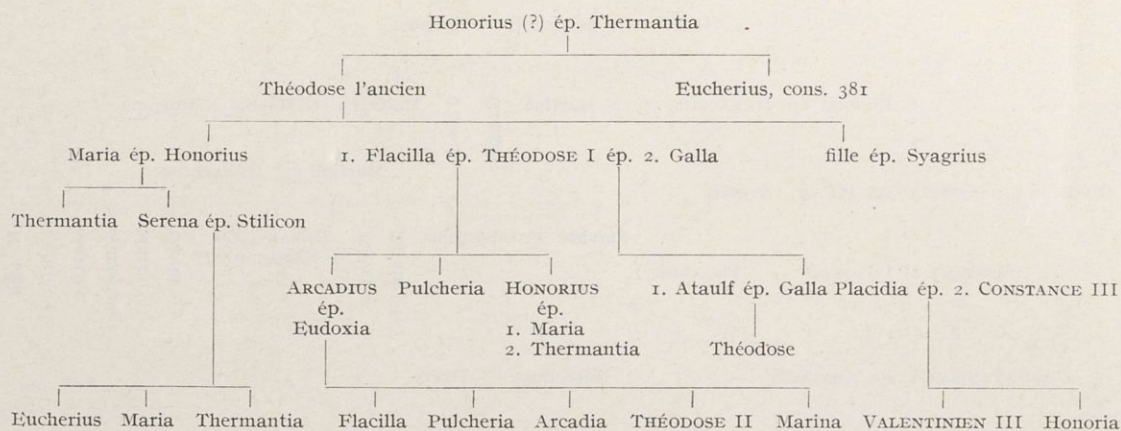 Honorius (?) ép. Thermantia
Théodose l'ancien Eucherius, cons. 381
Maria ép. Honorius 1. Flacilla ép. THÉODOSE I ép. 2. Galla fille ép. Syagrius
Thermantia Serena ép. Stilicon
ARCADIUS Pulcheria HONORIUS 1. Ataulf ép. Galla Placidia ép. 2. CONSTANCE III
ép. ép.
Eudoxia 1. Maria
2. Thermantia Théodose
Eucherius Maria Thermantia Flacilla Pulcheria Arcadia THÉODOSE II Marina VALENTINIEN III Honoria